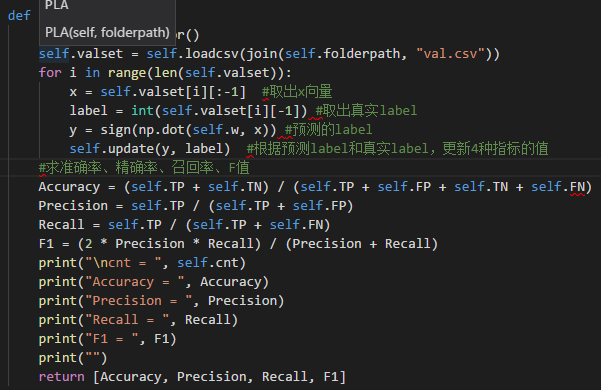 PLA
def
PLA(self, folderpath)
r()
self.valset = self.loadcsv(join(self.folderpath, "val.csv"))
for i in range(len(self.valset)):
x = self.valset[i][:-1]  #取出x向量
label = int(self.valset[i][-1]) #取出真实label
y = sign(np.dot(self.w, x)) #预测的label
self.update(y, label)  #根据预测label和真实label，更新4种指标的值
#求准确率、精确率、召回率、F值
Accuracy = (self.TP + self.TN) / (self.TP + self.FP + self.TN + self.FN)
Precision = self.TP / (self.TP + self.FP)
Recall = self.TP / (self.TP + self.FN)
F1 = (2 * Precision * Recall) / (Precision + Recall)
print("\ncnt = ", self.cnt)
print("Accuracy = ", Accuracy)
print("Precision = ", Precision)
print("Recall = ", Recall)
print("F1 = ", F1)
print("")
return [Accuracy, Precision, Recall, F1]